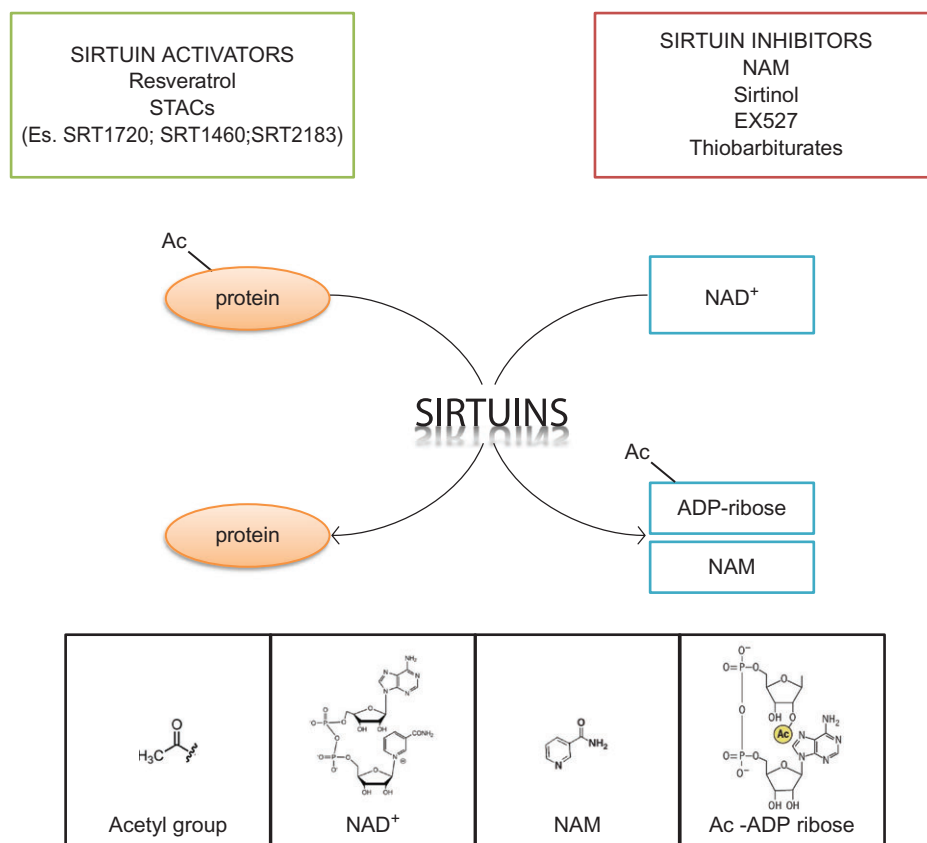 SIRTUIN ACTIVATORS
Resveratrol
STACs
(Es. SRT1720; SRT1460;SRT2183)
SIRTUIN INHIBITORS
NAM
Sirtinol
EX527
Thiobarbiturates
Ac
protein
NAD+
SIRTUINS
Ac
protein
ADP-ribose
NAM
O
H3C
Acetyl group
NH2
N
N
N
N
O
O
O-
P
O
O
OH
OH
O
NH2
O
O
P
O
O-
N
⊕
O
OH
OH
NAD+
O
NH2
N
NAM
O-
O
P
O
O
OH
O
O
Ac
NH2
N
N
N
N
O
P
O
O-
O
OH
OH
Ac -ADP ribose